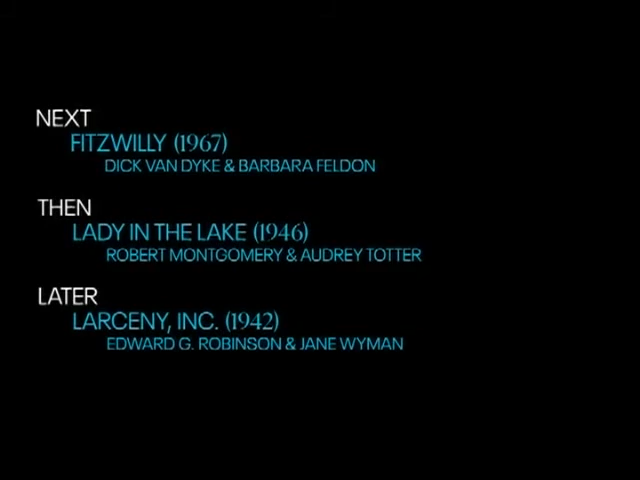 NEXT
FITZWILLY (1967)
DICK VAN DYKE & BARBARA FELDON
THEN
LADY IN THE LAKE (1946)
ROBERT MONTGOMERY & AUDREY TOTTER
LATER
LARCENY, INC. (1942)
EDWARD G. ROBINSON & JANE WYMAN